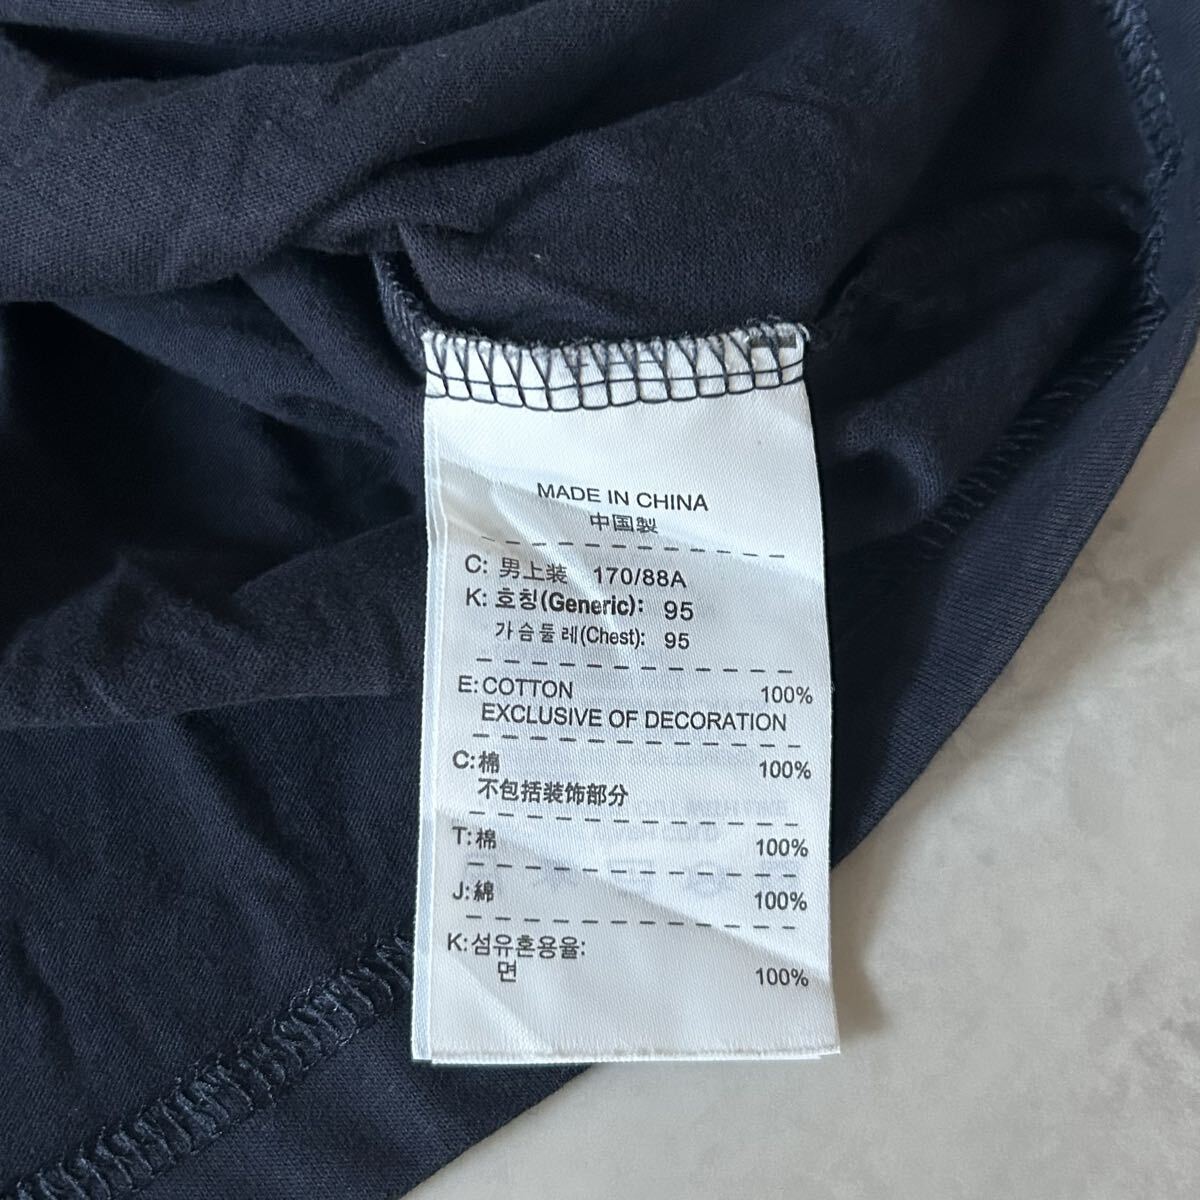 MADE IN CHINA
中国製
C: 男上装 170/88A
K: 호칭(Generic): 95
가슴둘레(Chest): 95
E: COTTON 100%
EXCLUSIVE OF DECORATION
C:棉 100%
不包括装饰部分
T:棉 100%
J:綿 100%
K:섬유혼용율:
면 100%